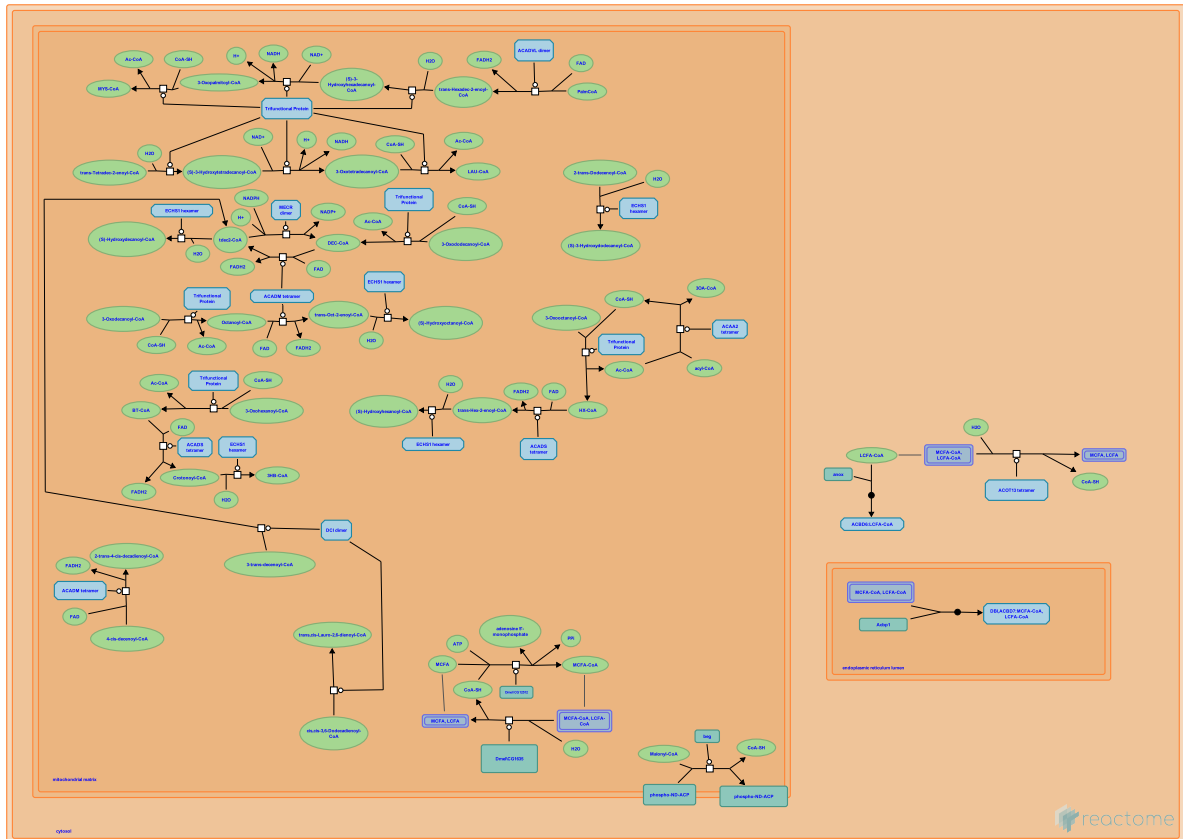 Ac-CoA
CoA-SH
H+
NADH
NAD+
H2O
FADH2
ACADVL dimer
FAD
MYS-CoA
3-Oxopalmitoyl-CoA
(S)-3-
Hydroxyhexadecanoyl-
CoA
trans-Hexadec-2-enoyl-
CoA
PalmCoA
Trifunctional Protein
H2O
NAD+
H+
NADH
CoA-SH
Ac-CoA
trans-Tetradec-2-enoyl-CoA
(S)-3-Hydroxytetradecanoyl-CoA
3-Oxotetradecanoyl-CoA
LAU-CoA
2-trans-Dodecenoyl-CoA
H2O
ECHS1
hexamer
(S)-3-Hydroxydodecanoyl-CoA
ECHS1 hexamer
NADPH
H+
MECR
dimer
NADP+
Trifunctional
Protein
Ac-CoA
CoA-SH
(S)-Hydroxydecanoyl-CoA
tdec2-CoA
DEC-CoA
3-Oxododecanoyl-CoA
H2O
FADH2
FAD
ACADM tetramer
ECHS1 hexamer
Trifunctional
Protein
3-Oxodecanoyl-CoA
Octanoyl-CoA
trans-Oct-2-enoyl-CoA
(S)-Hydroxyoctanoyl-CoA
CoA-SH
Ac-CoA
FAD
FADH2
H2O
CoA-SH
3OA-CoA
3-Oxooctanoyl-CoA
Trifunctional
Protein
ACAA2
tetramer
Ac-CoA
acyl-CoA
Ac-CoA
Trifunctional
Protein
CoA-SH
BT-CoA
3-Oxohexanoyl-CoA
H2O
FADH2
FAD
(S)-Hydroxyhexanoyl-CoA
trans-Hex-2-enoyl-CoA
HX-CoA
ECHS1 hexamer
ACADS
tetramer
FAD
ACADS
tetramer
ECHS1
hexamer
Crotonoyl-CoA
3HB-CoA
FADH2
H2O
DCI dimer
3-trans-decenoyl-CoA
2-trans-4-cis-decadienoyl-CoA
FADH2
ACADM tetramer
FAD
4-cis-decenoyl-CoA
trans,cis-Lauro-2,6-dienoyl-CoA
cis,cis-3,6-Dodecadienoyl-
CoA
ATP
adenosine 5'-
monophosphate
PPi
MCFA
MCFA-CoA
CoA-SH
MCFA, LCFA
MCFA-CoA, LCFA-
CoA
DmelCG1635
H2O
beg
Malonyl-CoA
CoA-SH
phospho-ND-ACP
phospho-ND-ACP
mitochondrial matrix
cytosol
LCFA-CoA
anox
ACBD6:LCFA-CoA
MCFA-CoA,
LCFA-CoA
H2O
MCFA, LCFA
CoA-SH
ACOT13 tetramer
MCFA-CoA, LCFA-CoA
Acbp1
DBI,ACBD7:MCFA-CoA,
LCFA-CoA
endoplasmic reticulum lumen
reactome